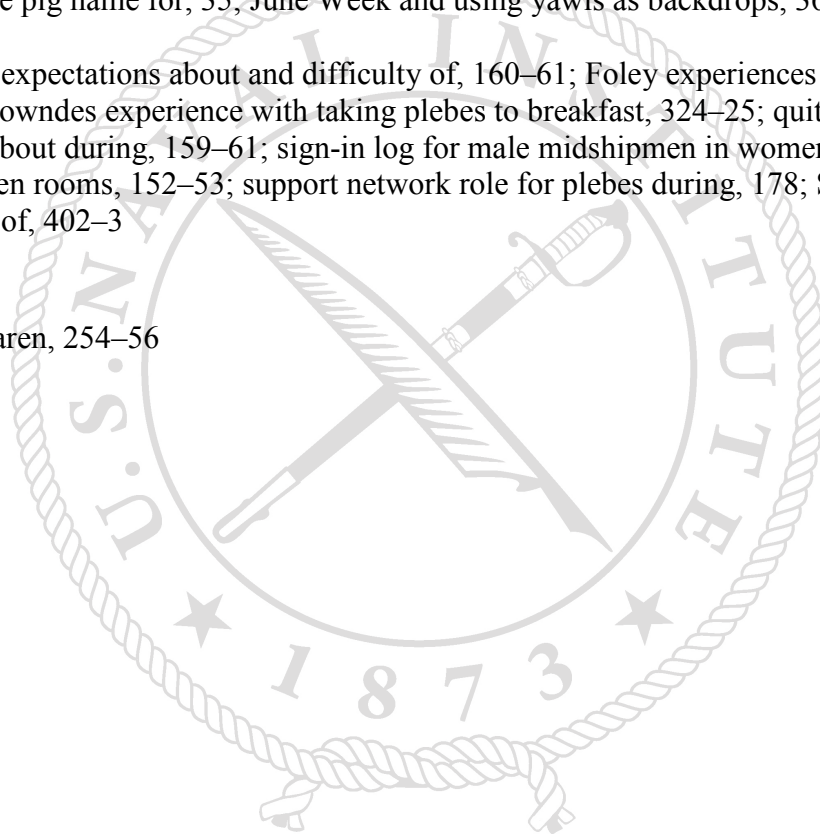 pig name for, 35, June Week and using yawls as backdrops,
expectations about and difficulty of, 160–61; Foley experiences
owndes experience with taking plebes to breakfast, 324–25; quit
bout during, 159–61; sign-in log for male midshipmen in women
en rooms, 152–53; support network role for plebes during, 178;
of, 402–3
aren, 254–56
U.S. NAVAL INSTITUTE
1873